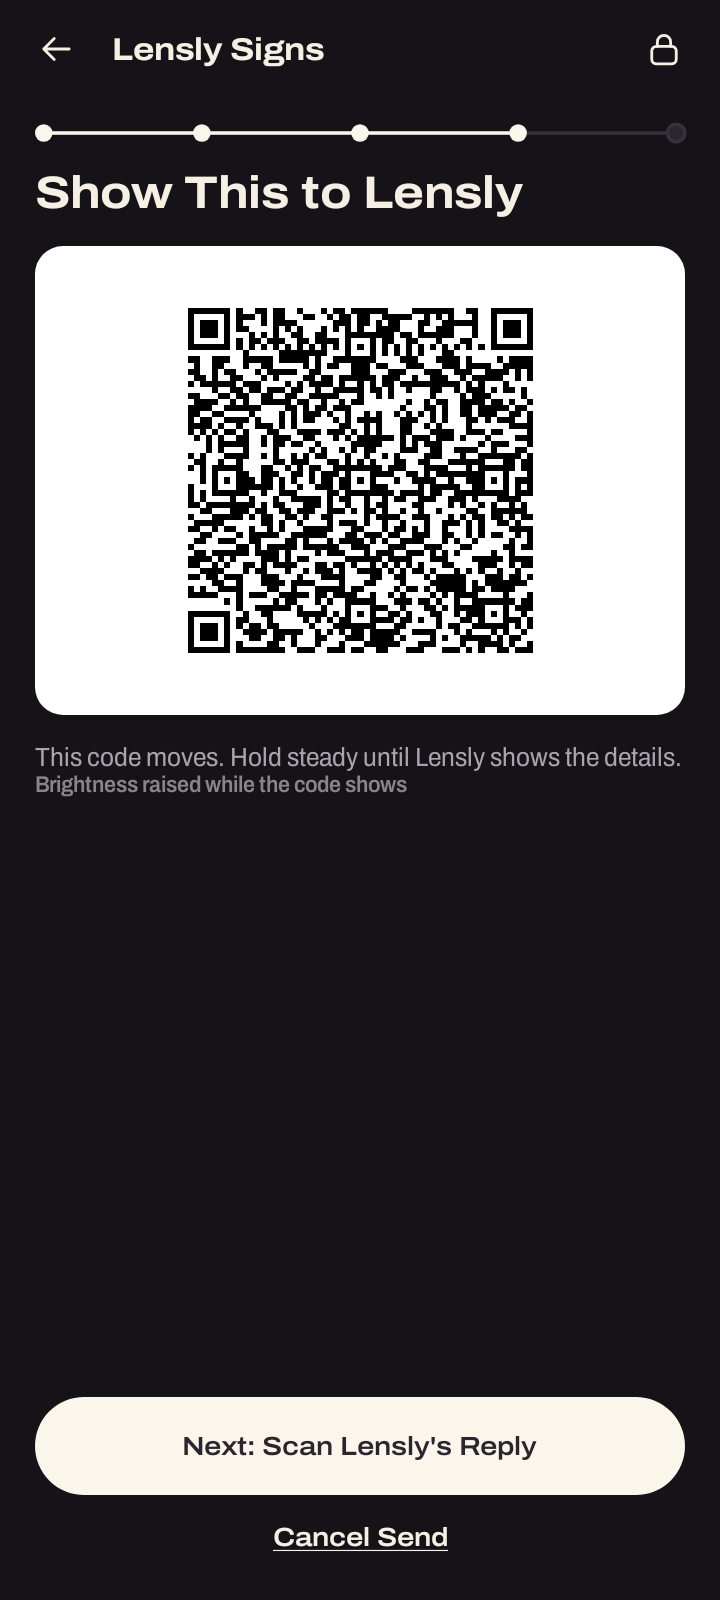 Lensly Signs
Show This to Lensly
This code moves. Hold steady until Lensly shows the details.
Brightness raised while the code shows
Next: Scan Lensly's Reply
Cancel Send